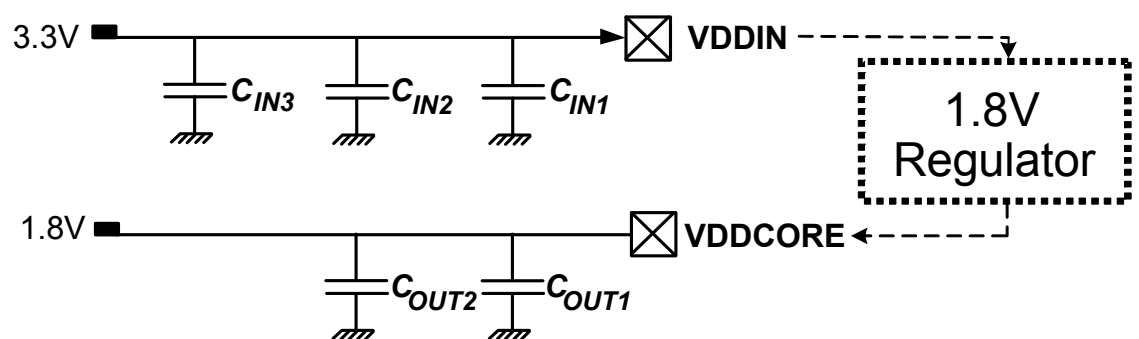 3.3V
VDDIN
C_IN3
C_IN2
C_IN1
1.8V
Regulator
1.8V
VDDCORE
C_OUT2
C_OUT1